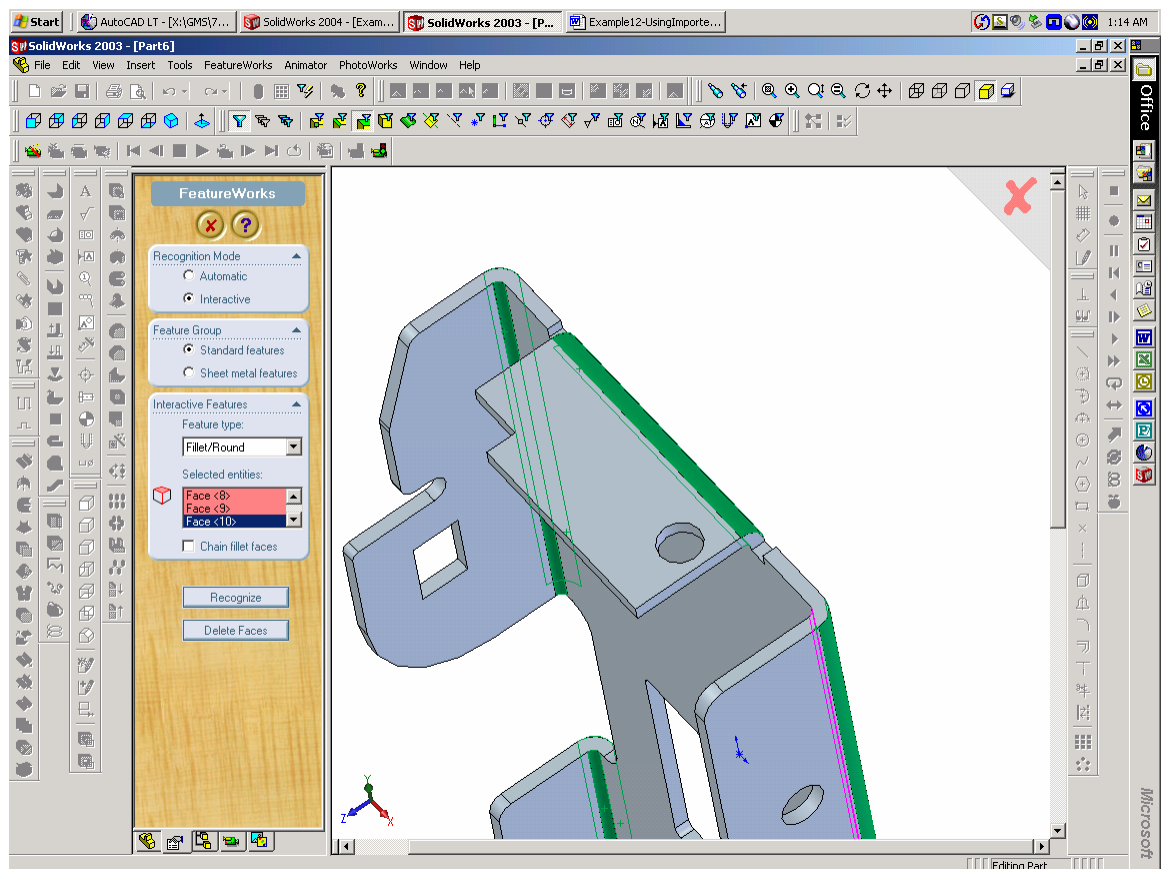 Start
AutoCAD LT - [X:\GMS\7...
SolidWorks 2004 - [Exam...
SolidWorks 2003 - [P...
Example12-UsingImporte...
1:14 AM
SolidWorks 2003 - [Part6]
File Edit View Insert Tools FeatureWorks Animator PhotoWorks Window Help
Office
FeatureWorks
Recognition Mode
Automatic
Interactive
Feature Group
Standard features
Sheet metal features
Interactive Features
Feature type:
Fillet/Round
Selected entities:
Face <8>
Face <9>
Face <10>
Chain fillet faces
Recognize
Delete Faces
Y
Z
X
Microsoft
Editing Part